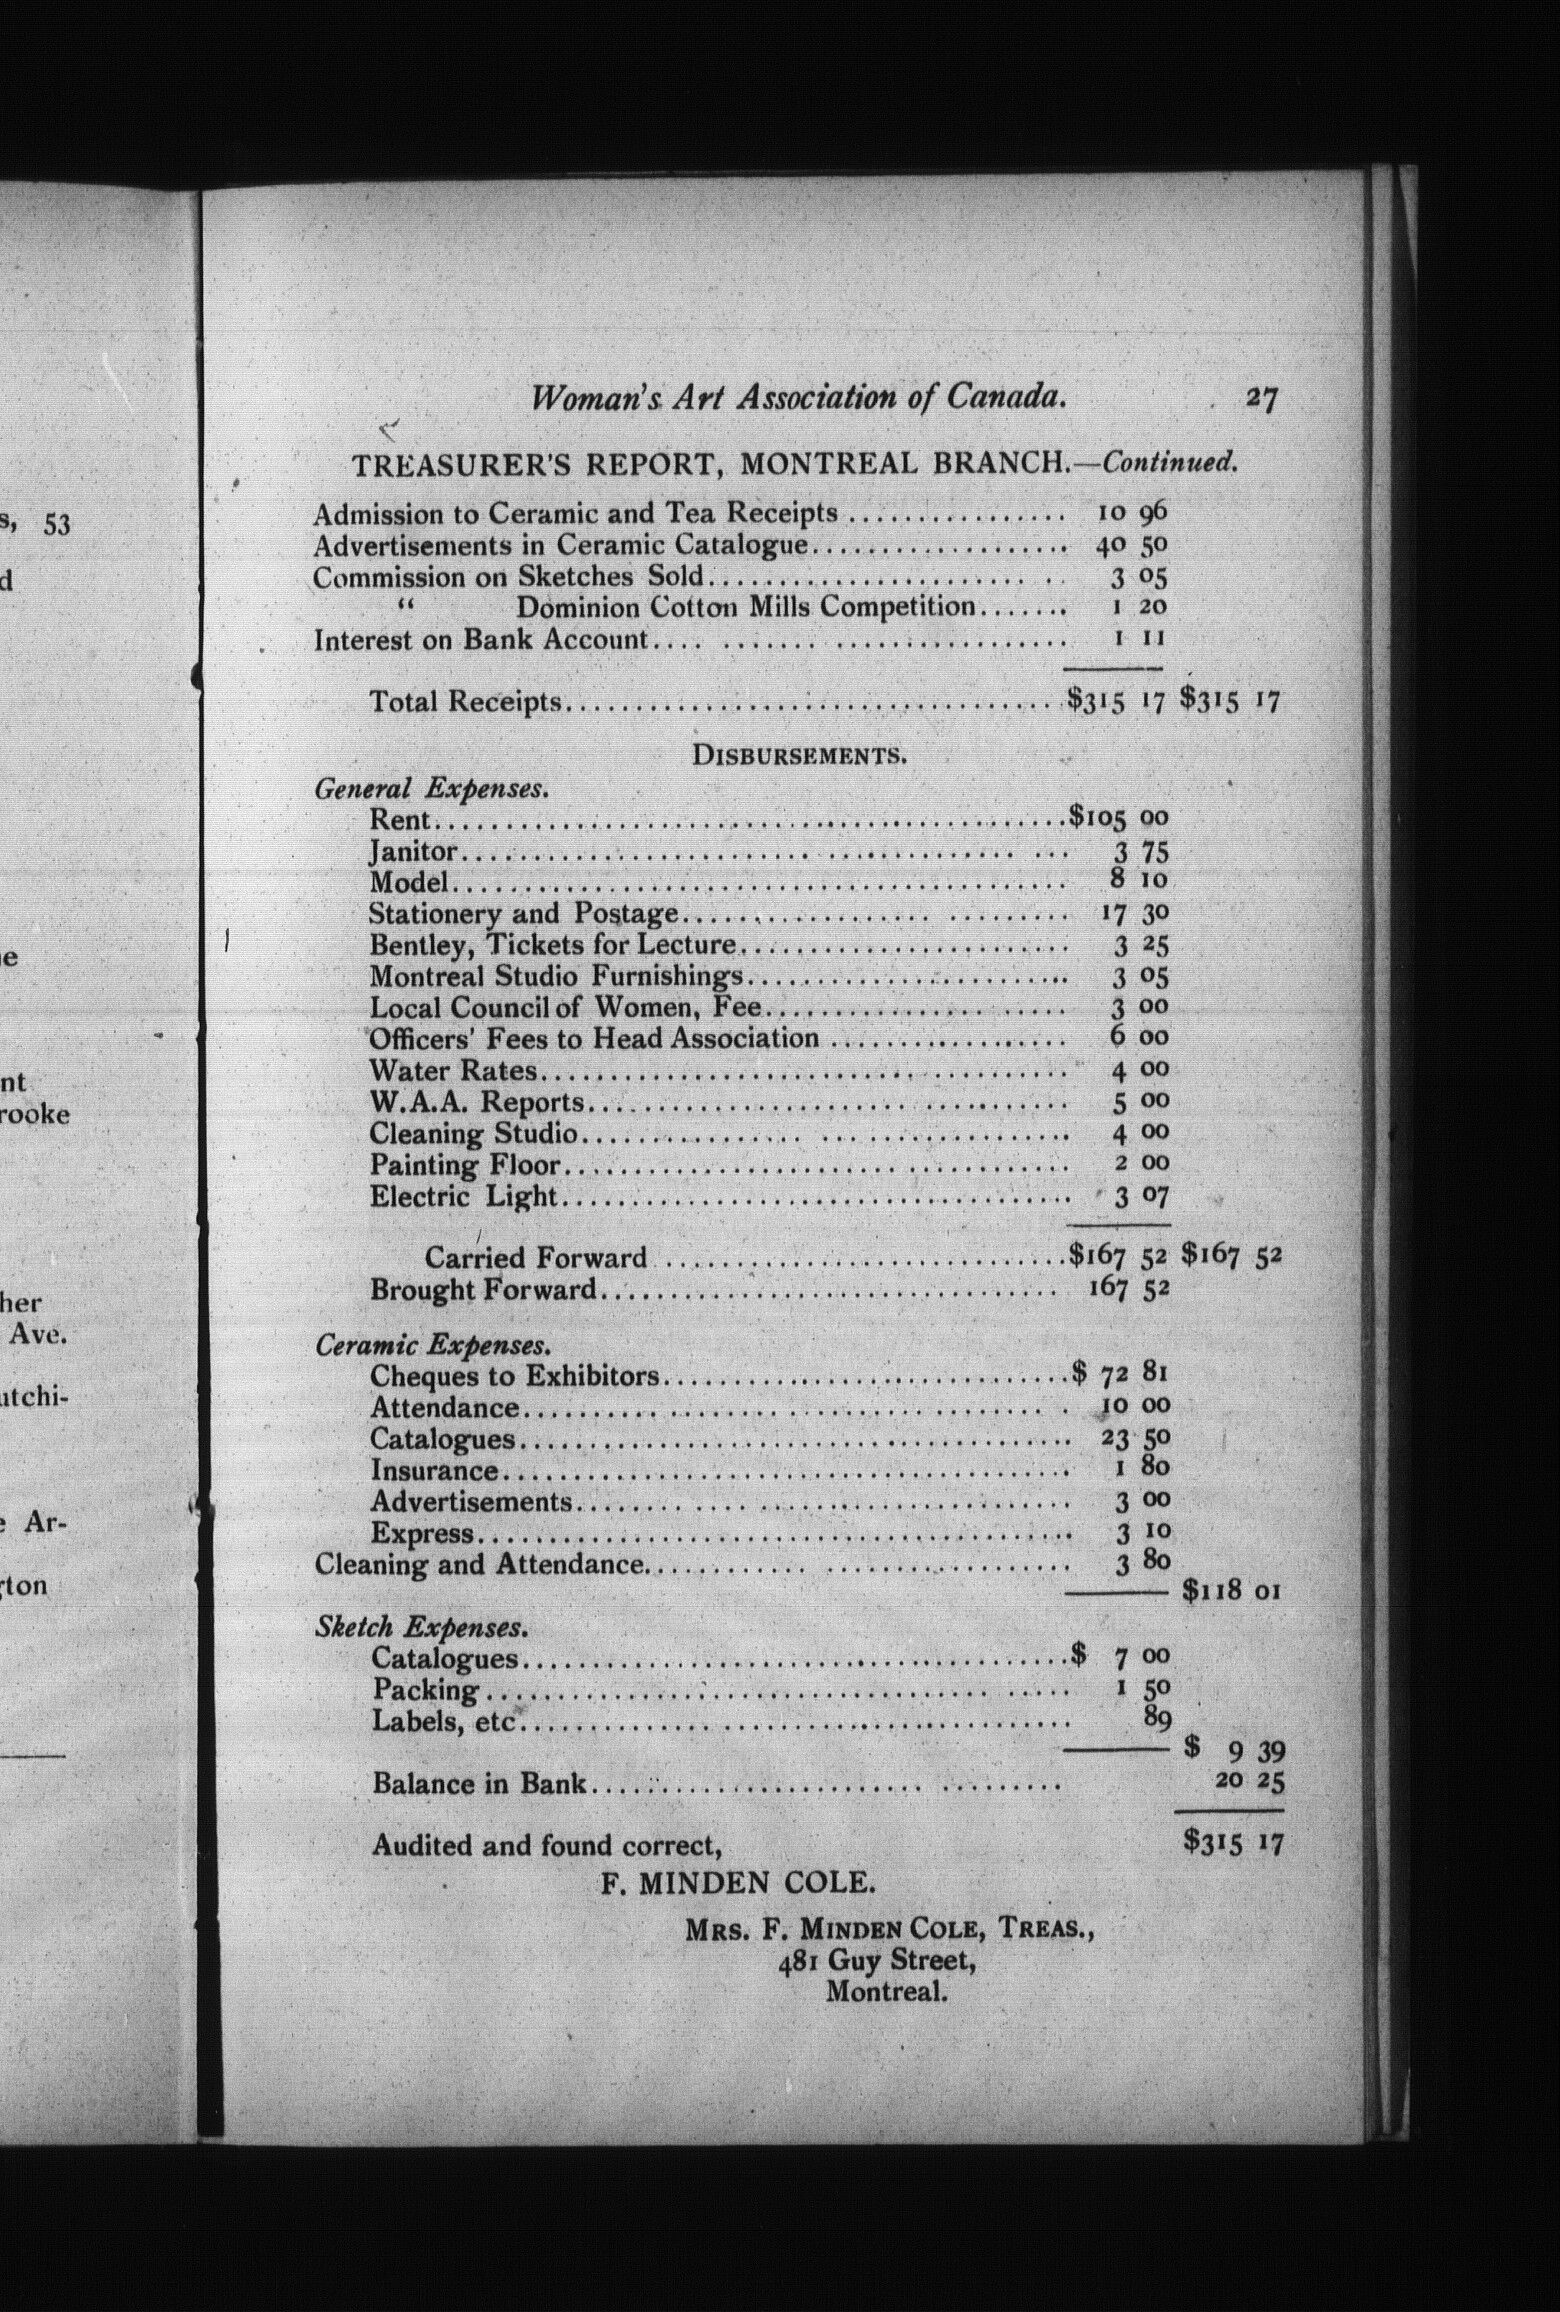 s, 53
d
nt
rooke
her
Ave.
utchi-
Ar-
ton
Woman's Art Association of Canada. 27
TREASURER'S REPORT, MONTREAL BRANCH.—Continued.
Admission to Ceramic and Tea Receipts ................ 10 96
Advertisements in Ceramic Catalogue................... 40 50
Commission on Sketches Sold....................... .. 3 05
“ Dominion Cotton Mills Competition....... 1 20
Interest on Bank Account.... ....... ................. 1 11
Total Receipts................................... $315 17 $315 17
DISBURSEMENTS.
General Expenses.
Rent.............................................$105 00
Janitor......................... .............. ... 3 75
Model............................................ 8 10
Stationery and Postage.................. ......... 17 30
Bentley, Tickets for Lecture....................... 3 25
Montreal Studio Furnishings....................... 3 05
Local Council of Women, Fee................ ..... 3 00
Officers' Fees to Head Association ................. 6 00
Water Rates.......................... .......... 4 00
W.A.A. Reports....................... ........... 5 00
Cleaning Studio................ .................. 4 00
Painting Floor........................ ............ 2 00
Electric Light.................................... 3 07
Carried Forward .............................$167 52 $167 52
Brought Forward................................. 167 52
Ceramic Expenses.
Cheques to Exhibitors.............................$ 72 81
Attendance..................................... . 10 00
Catalogues....................................... 23 50
Insurance........................................ 1 80
Advertisements........ .... ...................... 3 00
Express.......................................... 3 10
Cleaning and Attendance............ .................. 3 80
$118 01
Sketch Expenses.
Catalogues.......................................$ 7 00
Packing.................................... ..... 1 50
Labels, etc.............. ......................... 89
$ 9 39
Balance in Bank........................ ......... 20 25
Audited and found correct, $315 17
F. MINDEN COLE.
MRS. F. MINDEN COLE, TREAS.,
481 Guy Street,
Montreal.